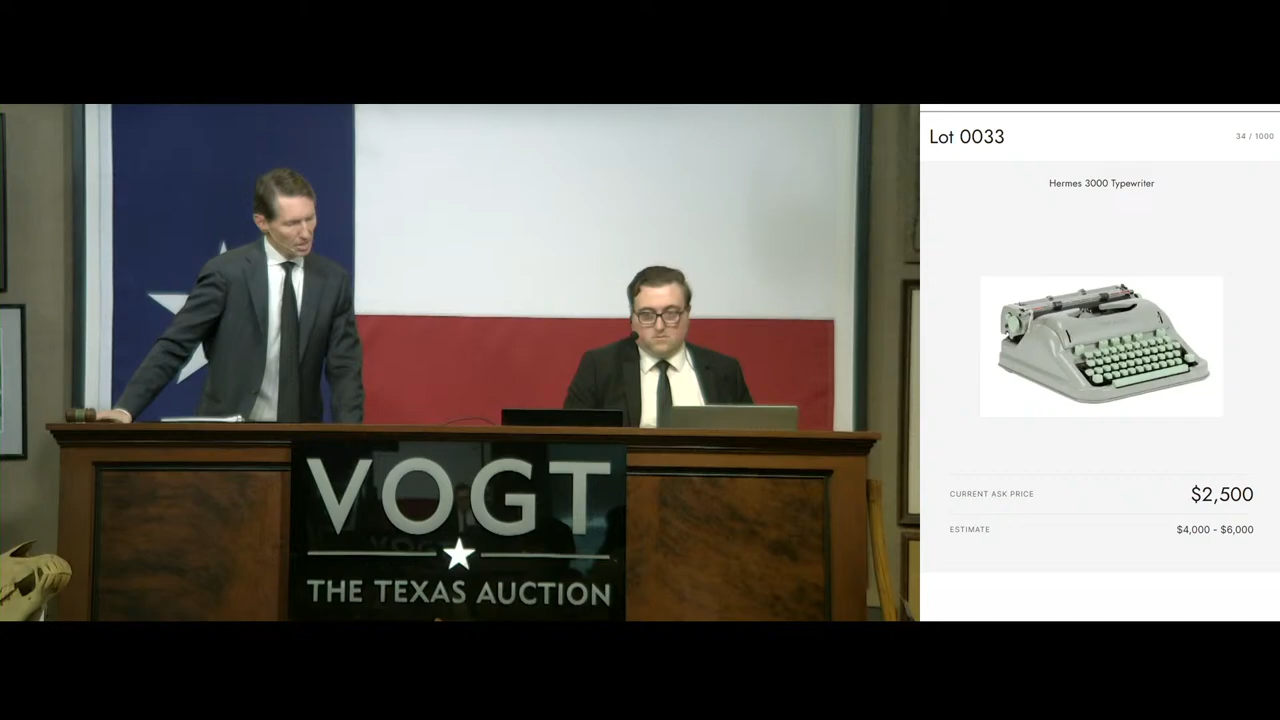 VOGT
THE TEXAS AUCTION
Lot 0033
34 / 1000
Hermes 3000 Typewriter
CURRENT ASK PRICE
$2,500
ESTIMATE
$4,000 - $6,000